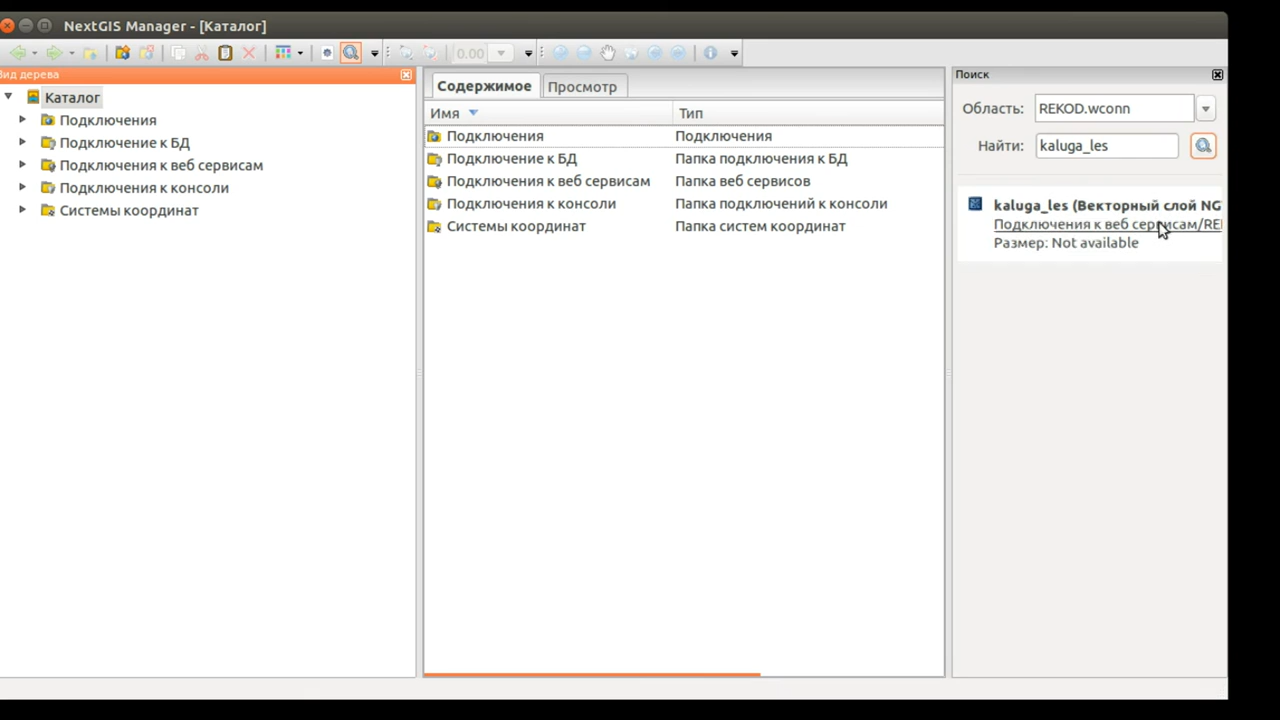 NextGIS Manager - [Каталог]
0.00
Вид дерева
Каталог
Подключения
Подключение к БД
Подключения к веб сервисам
Подключения к консоли
Системы координат
Содержимое
Просмотр
Имя Тип
Подключения Подключения
Подключение к БД Папка подключения к БД
Подключения к веб сервисам Папка веб сервисов
Подключения к консоли Папка подключений к консоли
Системы координат Папка систем координат
Поиск
Область: REKOD.wconn
Найти: kaluga_les
kaluga_les (Векторный слой NG
Подключения к веб сервисам/RE
Размер: Not available